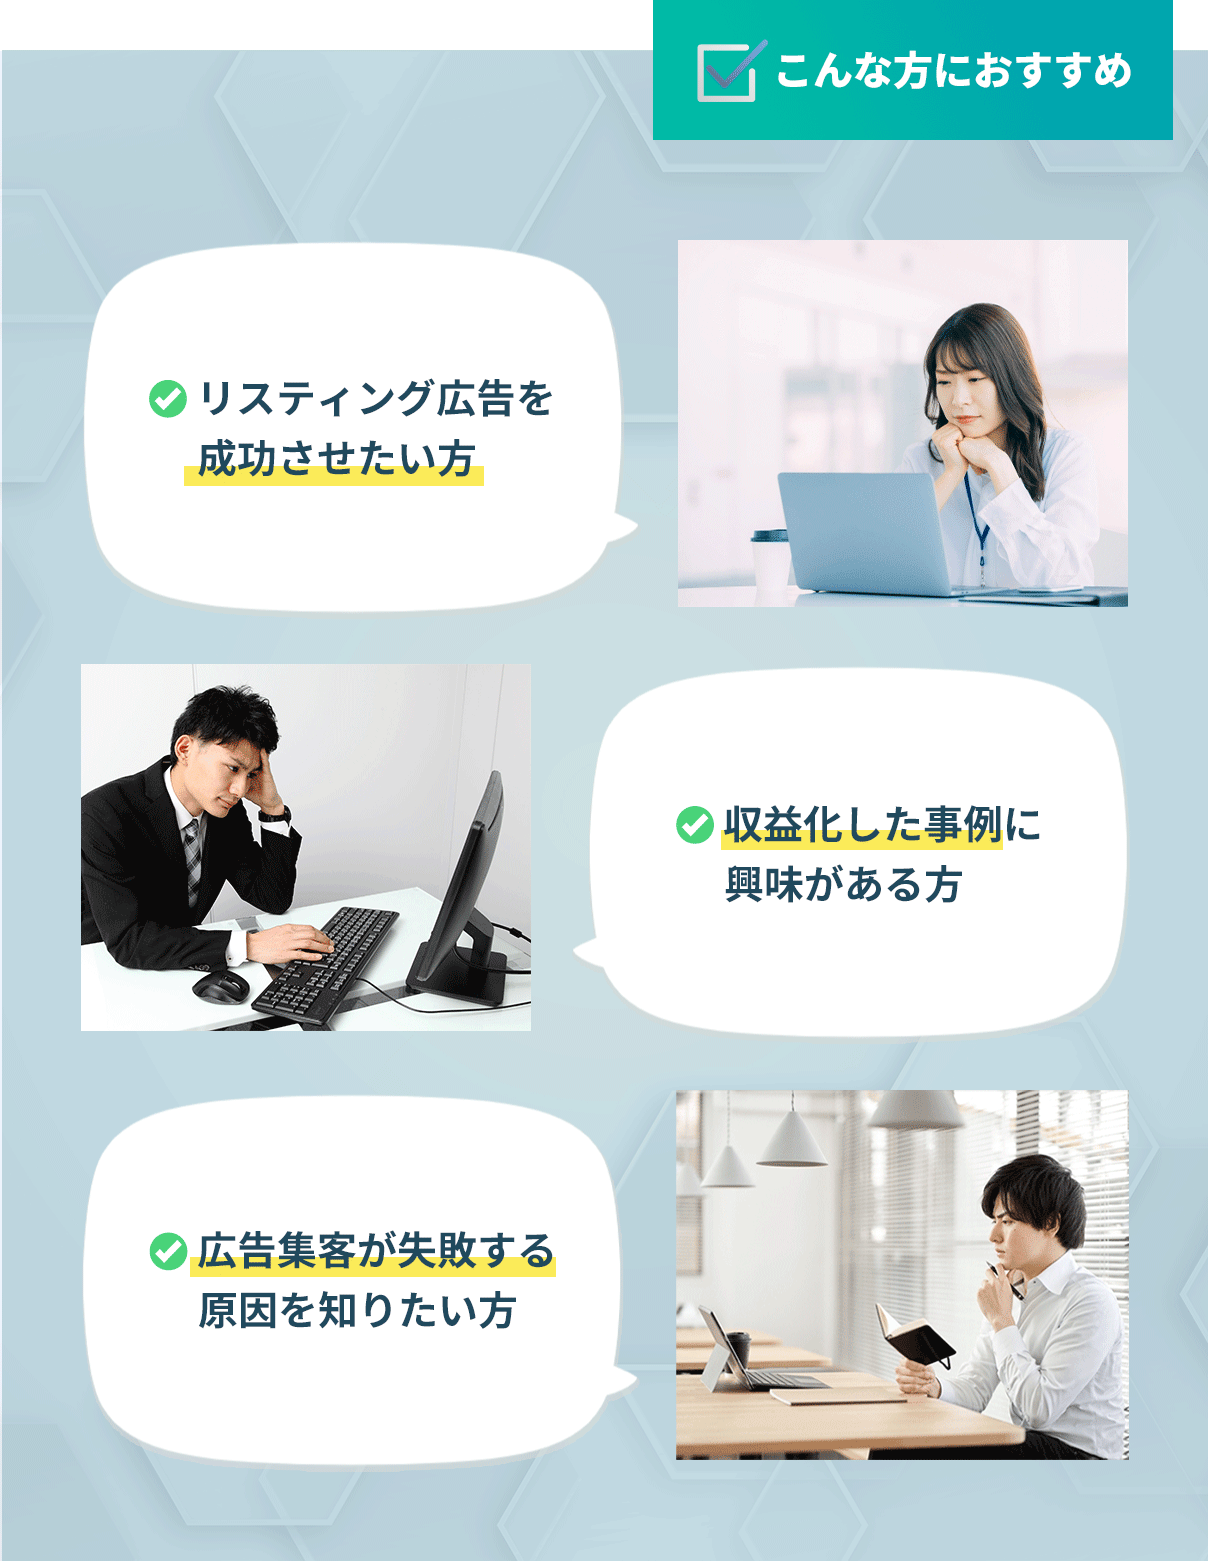 こんな方におすすめ
リスティング広告を
成功させたい方
収益化した事例に
興味がある方
広告集客が失敗する
原因を知りたい方